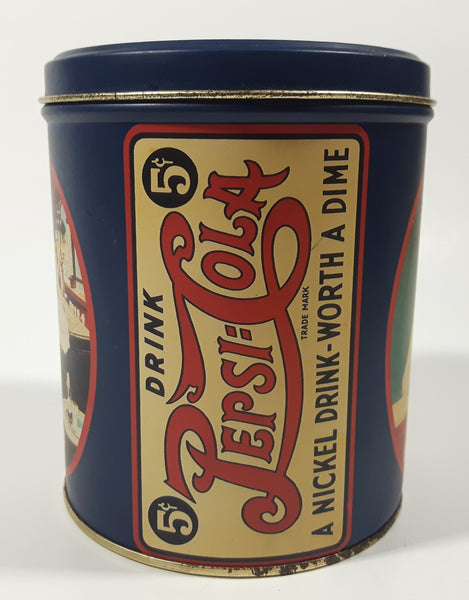 5¢ DRINK 5¢
PEPSI:COLA
TRADE MARK
A NICKEL DRINK-WORTH A DIME